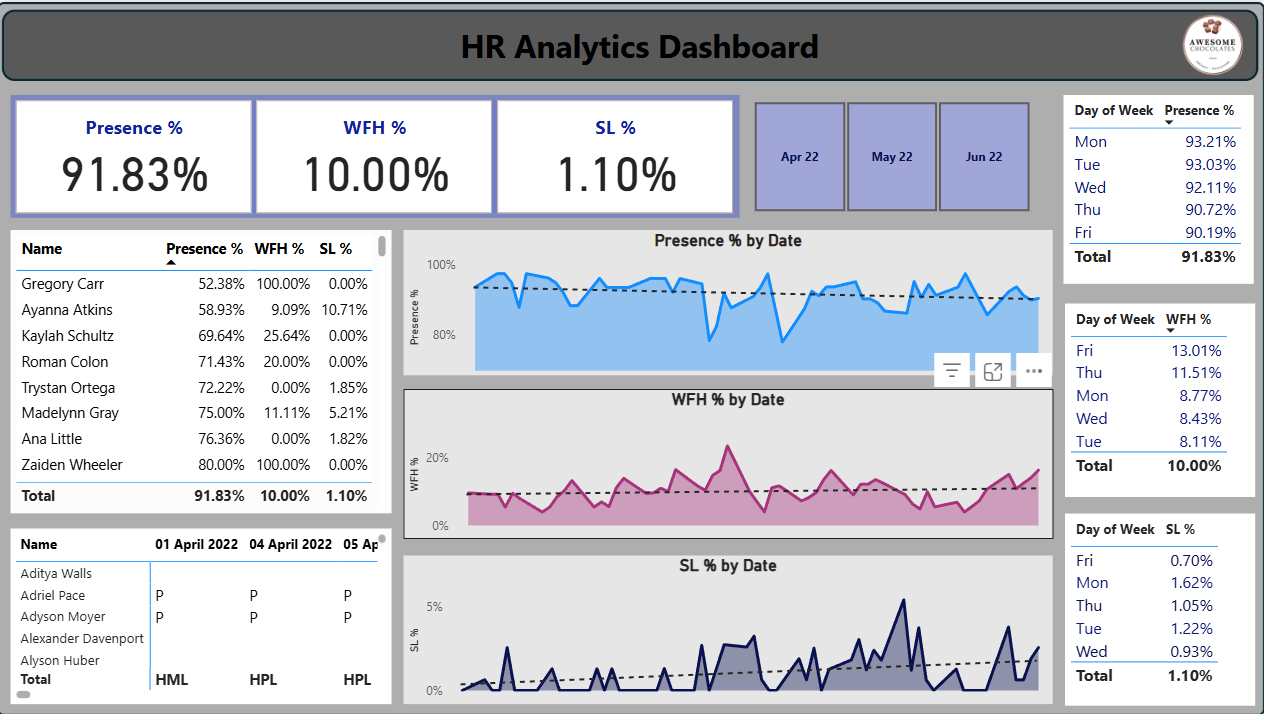 HR Analytics Dashboard
AWESOME
CHOCOLATES
Presence %
91.83%
WFH %
10.00%
SL %
1.10%
Apr 22
May 22
Jun 22
Day of Week Presence %
Mon 93.21%
Tue 93.03%
Wed 92.11%
Thu 90.72%
Fri 90.19%
Total 91.83%
Name Presence % WFH % SL %
Gregory Carr 52.38% 100.00% 0.00%
Ayanna Atkins 58.93% 9.09% 10.71%
Kaylah Schultz 69.64% 25.64% 0.00%
Roman Colon 71.43% 20.00% 0.00%
Trystan Ortega 72.22% 0.00% 1.85%
Madelynn Gray 75.00% 11.11% 5.21%
Ana Little 76.36% 0.00% 1.82%
Zaiden Wheeler 80.00% 100.00% 0.00%
Total 91.83% 10.00% 1.10%
Presence % by Date
Presence %
100%
80%
Day of Week WFH %
Fri 13.01%
Thu 11.51%
Mon 8.77%
Wed 8.43%
Tue 8.11%
Total 10.00%
WFH % by Date
WFH %
20%
0%
Name 01 April 2022 04 April 2022 05 Ap
Aditya Walls
Adriel Pace P P P
Adyson Moyer P P P
Alexander Davenport
Alyson Huber
Total HML HPL HPL
SL % by Date
SL %
5%
0%
Day of Week SL %
Fri 0.70%
Mon 1.62%
Thu 1.05%
Tue 1.22%
Wed 0.93%
Total 1.10%